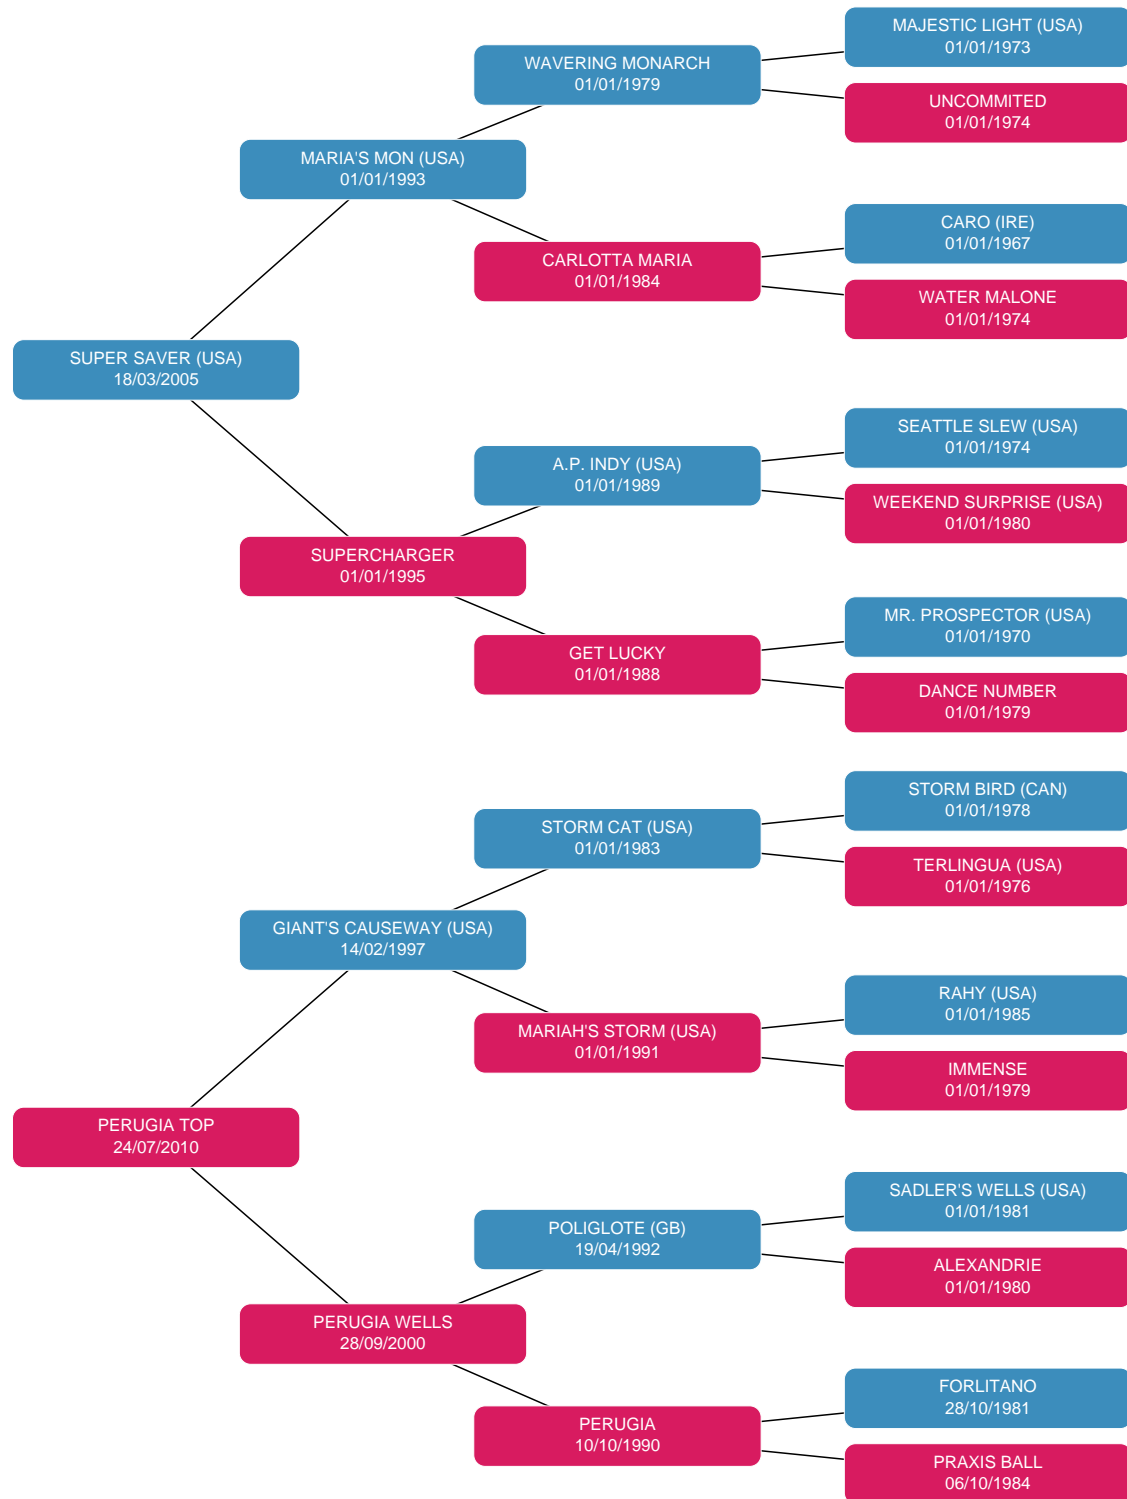 MAJESTIC LIGHT (USA)
01/01/1973
WAVERING MONARCH
01/01/1979
UNCOMMITED
01/01/1974
MARIA'S MON (USA)
01/01/1993
CARO (IRE)
01/01/1967
CARLOTTA MARIA
01/01/1984
WATER MALONE
01/01/1974
SUPER SAVER (USA)
18/03/2005
SEATTLE SLEW (USA)
01/01/1974
A.P. INDY (USA)
01/01/1989
WEEKEND SURPRISE (USA)
01/01/1980
SUPERCHARGER
01/01/1995
MR. PROSPECTOR (USA)
01/01/1970
GET LUCKY
01/01/1988
DANCE NUMBER
01/01/1979
STORM BIRD (CAN)
01/01/1978
STORM CAT (USA)
01/01/1983
TERLINGUA (USA)
01/01/1976
GIANT'S CAUSEWAY (USA)
14/02/1997
RAHY (USA)
01/01/1985
MARIAH'S STORM (USA)
01/01/1991
IMMENSE
01/01/1979
PERUGIA TOP
24/07/2010
SADLER'S WELLS (USA)
01/01/1981
POLIGLOTE (GB)
19/04/1992
ALEXANDRIE
01/01/1980
PERUGIA WELLS
28/09/2000
FORLITANO
28/10/1981
PERUGIA
10/10/1990
PRAXIS BALL
06/10/1984